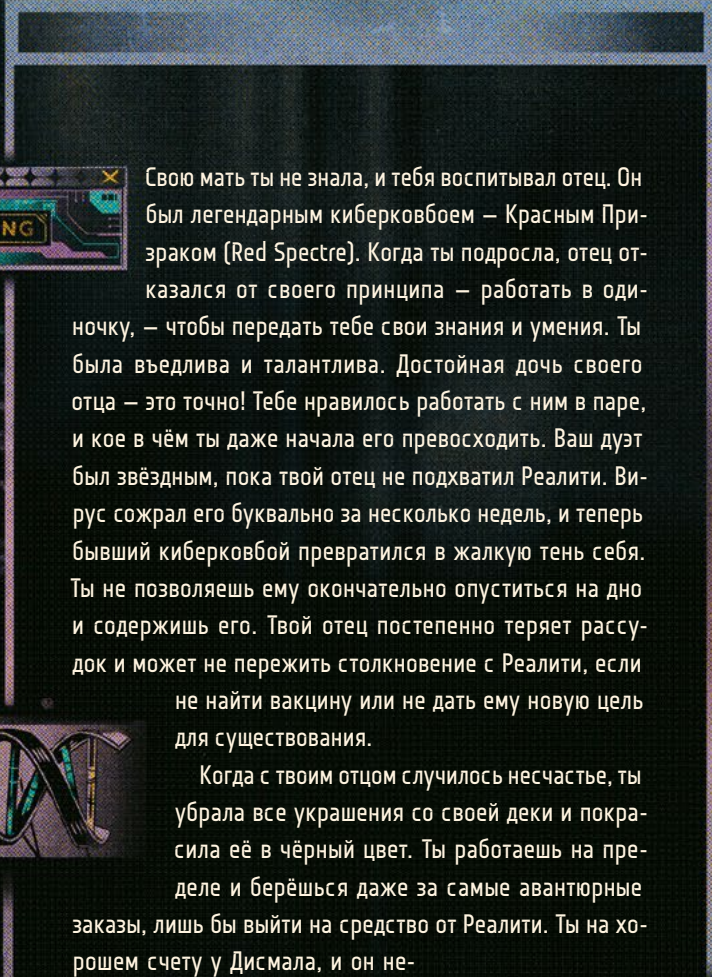 Свою мать ты не знала, и тебя воспитывал отец. Он
был легендарным киберковбоем — Красным При-
зраком (Red Spectre). Когда ты подросла, отец от-
казался от своего принципа — работать в оди-
ночку, — чтобы передать тебе свои знания и умения. Ты
была въедлива и талантлива. Достойная дочь своего
отца — это точно! Тебе нравилось работать с ним в паре,
и кое в чём ты даже начала его превосходить. Ваш дуэт
был звёздным, пока твой отец не подхватил Реалити. Ви-
рус сожрал его буквально за несколько недель, и теперь
бывший киберковбой превратился в жалкую тень себя.
Ты не позволяешь ему окончательно опуститься на дно
и содержишь его. Твой отец постепенно теряет рассу-
док и может не пережить столкновение с Реалити, если
не найти вакцину или не дать ему новую цель
для существования.
Когда с твоим отцом случилось несчастье, ты
убрала все украшения со своей деки и покра-
сила её в чёрный цвет. Ты работаешь на пре-
деле и берёшься даже за самые авантюрные
заказы, лишь бы выйти на средство от Реалити. Ты на хо-
рошем счету у Дисмала, и он не-
NG